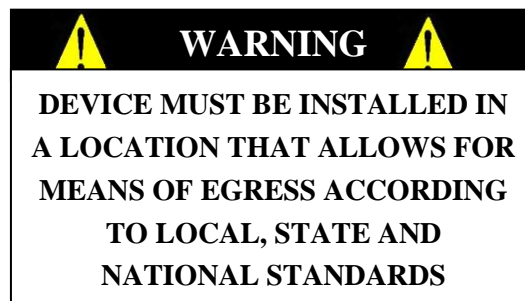 WARNING
DEVICE MUST BE INSTALLED IN
A LOCATION THAT ALLOWS FOR
MEANS OF EGRESS ACCORDING
TO LOCAL, STATE AND
NATIONAL STANDARDS